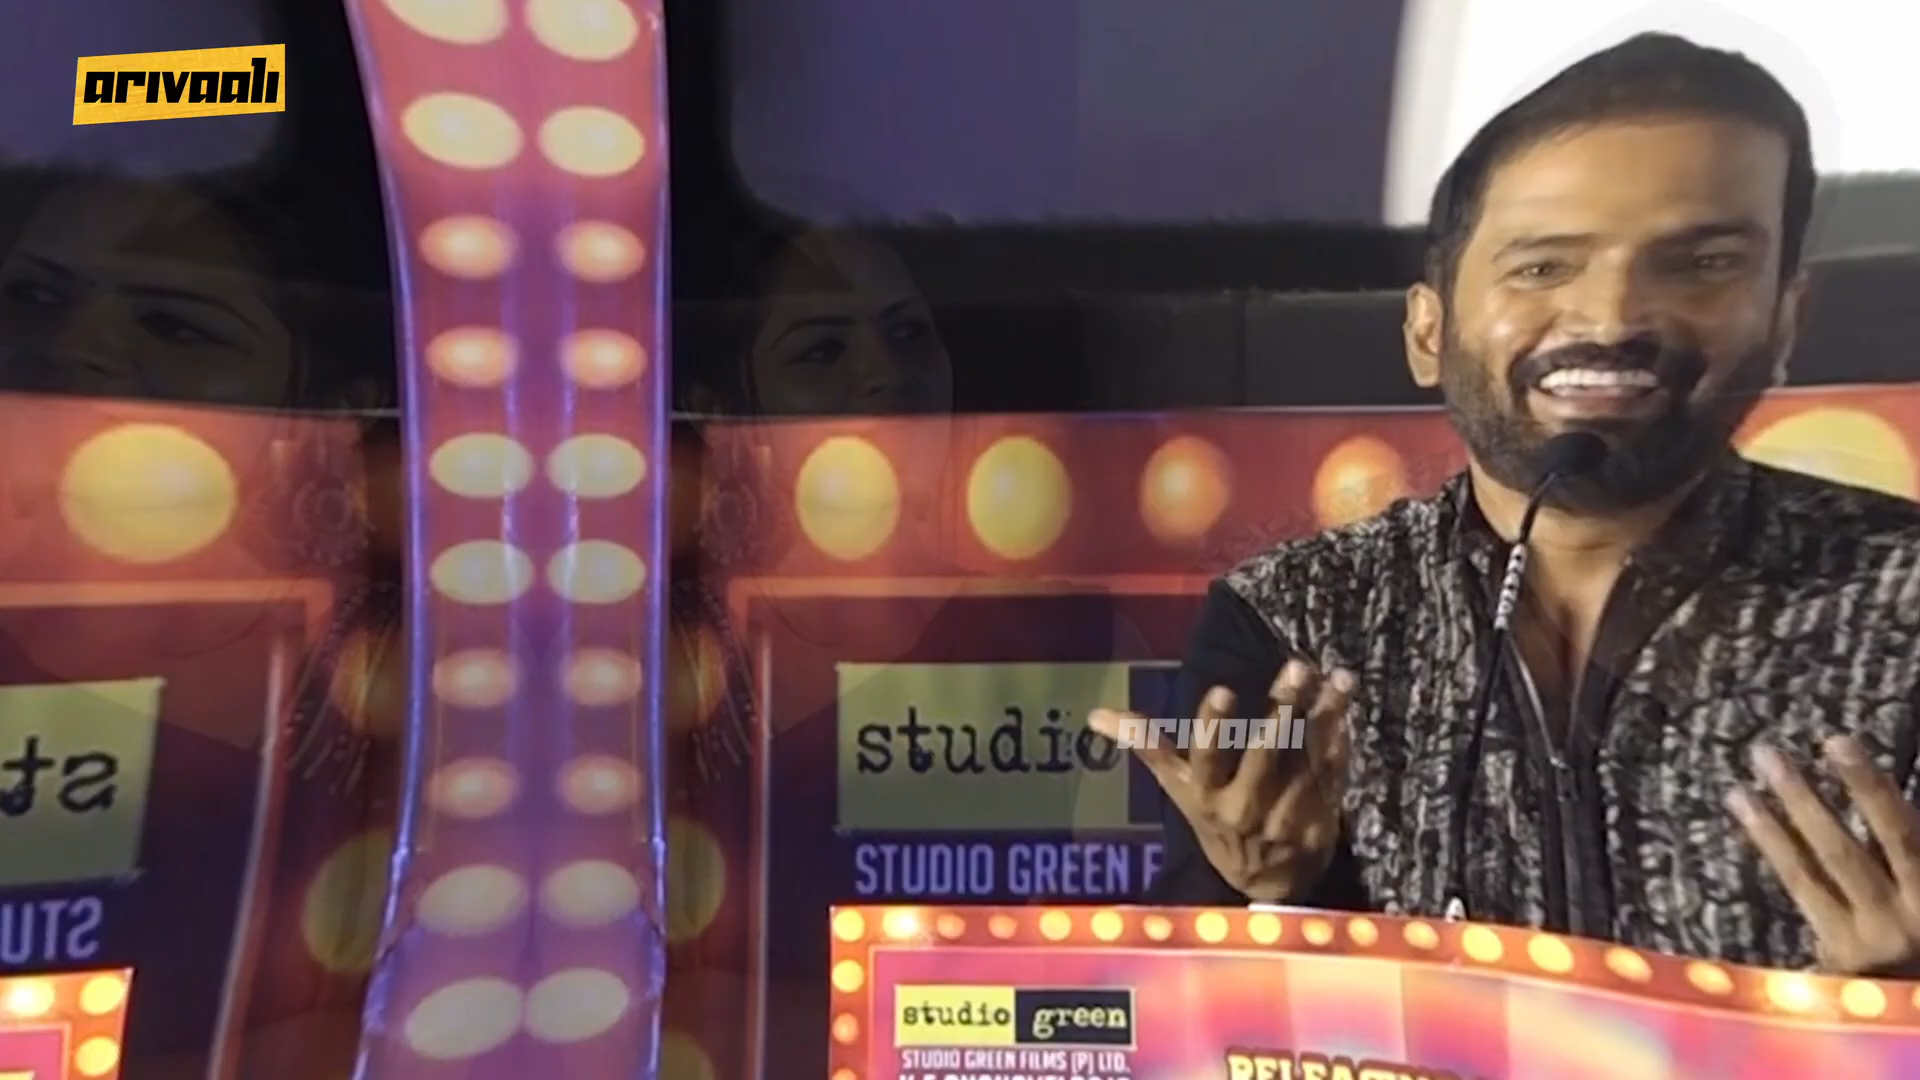 arivaali
studio
arivaali
STUDIO GREEN F
studio green
STUDIO GREEN FILMS (P) LTD.